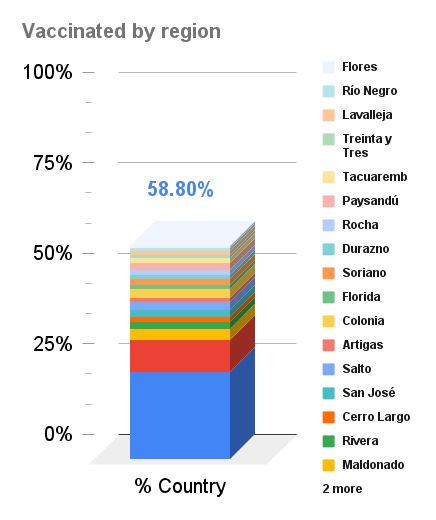 Vaccinated by region
100%
75%
50%
25%
0%
58.80%
% Country
Flores
Río Negro
Lavalleja
Treinta y
Tres
Tacuaremb
Paysandú
Rocha
Durazno
Soriano
Florida
Colonia
Artigas
Salto
San José
Cerro Largo
Rivera
Maldonado
2 more